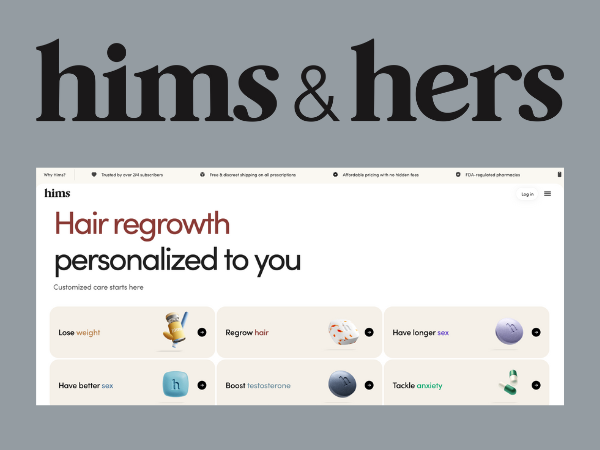 hims & hers
Why Hims?
Trusted by over 2M subscribers
Free & discreet shipping on all prescriptions
Affordable pricing with no hidden fees
FDA-regulated pharmacies
hims
Log in
Hair regrowth
personalized to you
Customized care starts here
Lose weight
Regrow hair
Have longer sex
Have better sex
h
Boost testosterone
Tackle anxiety